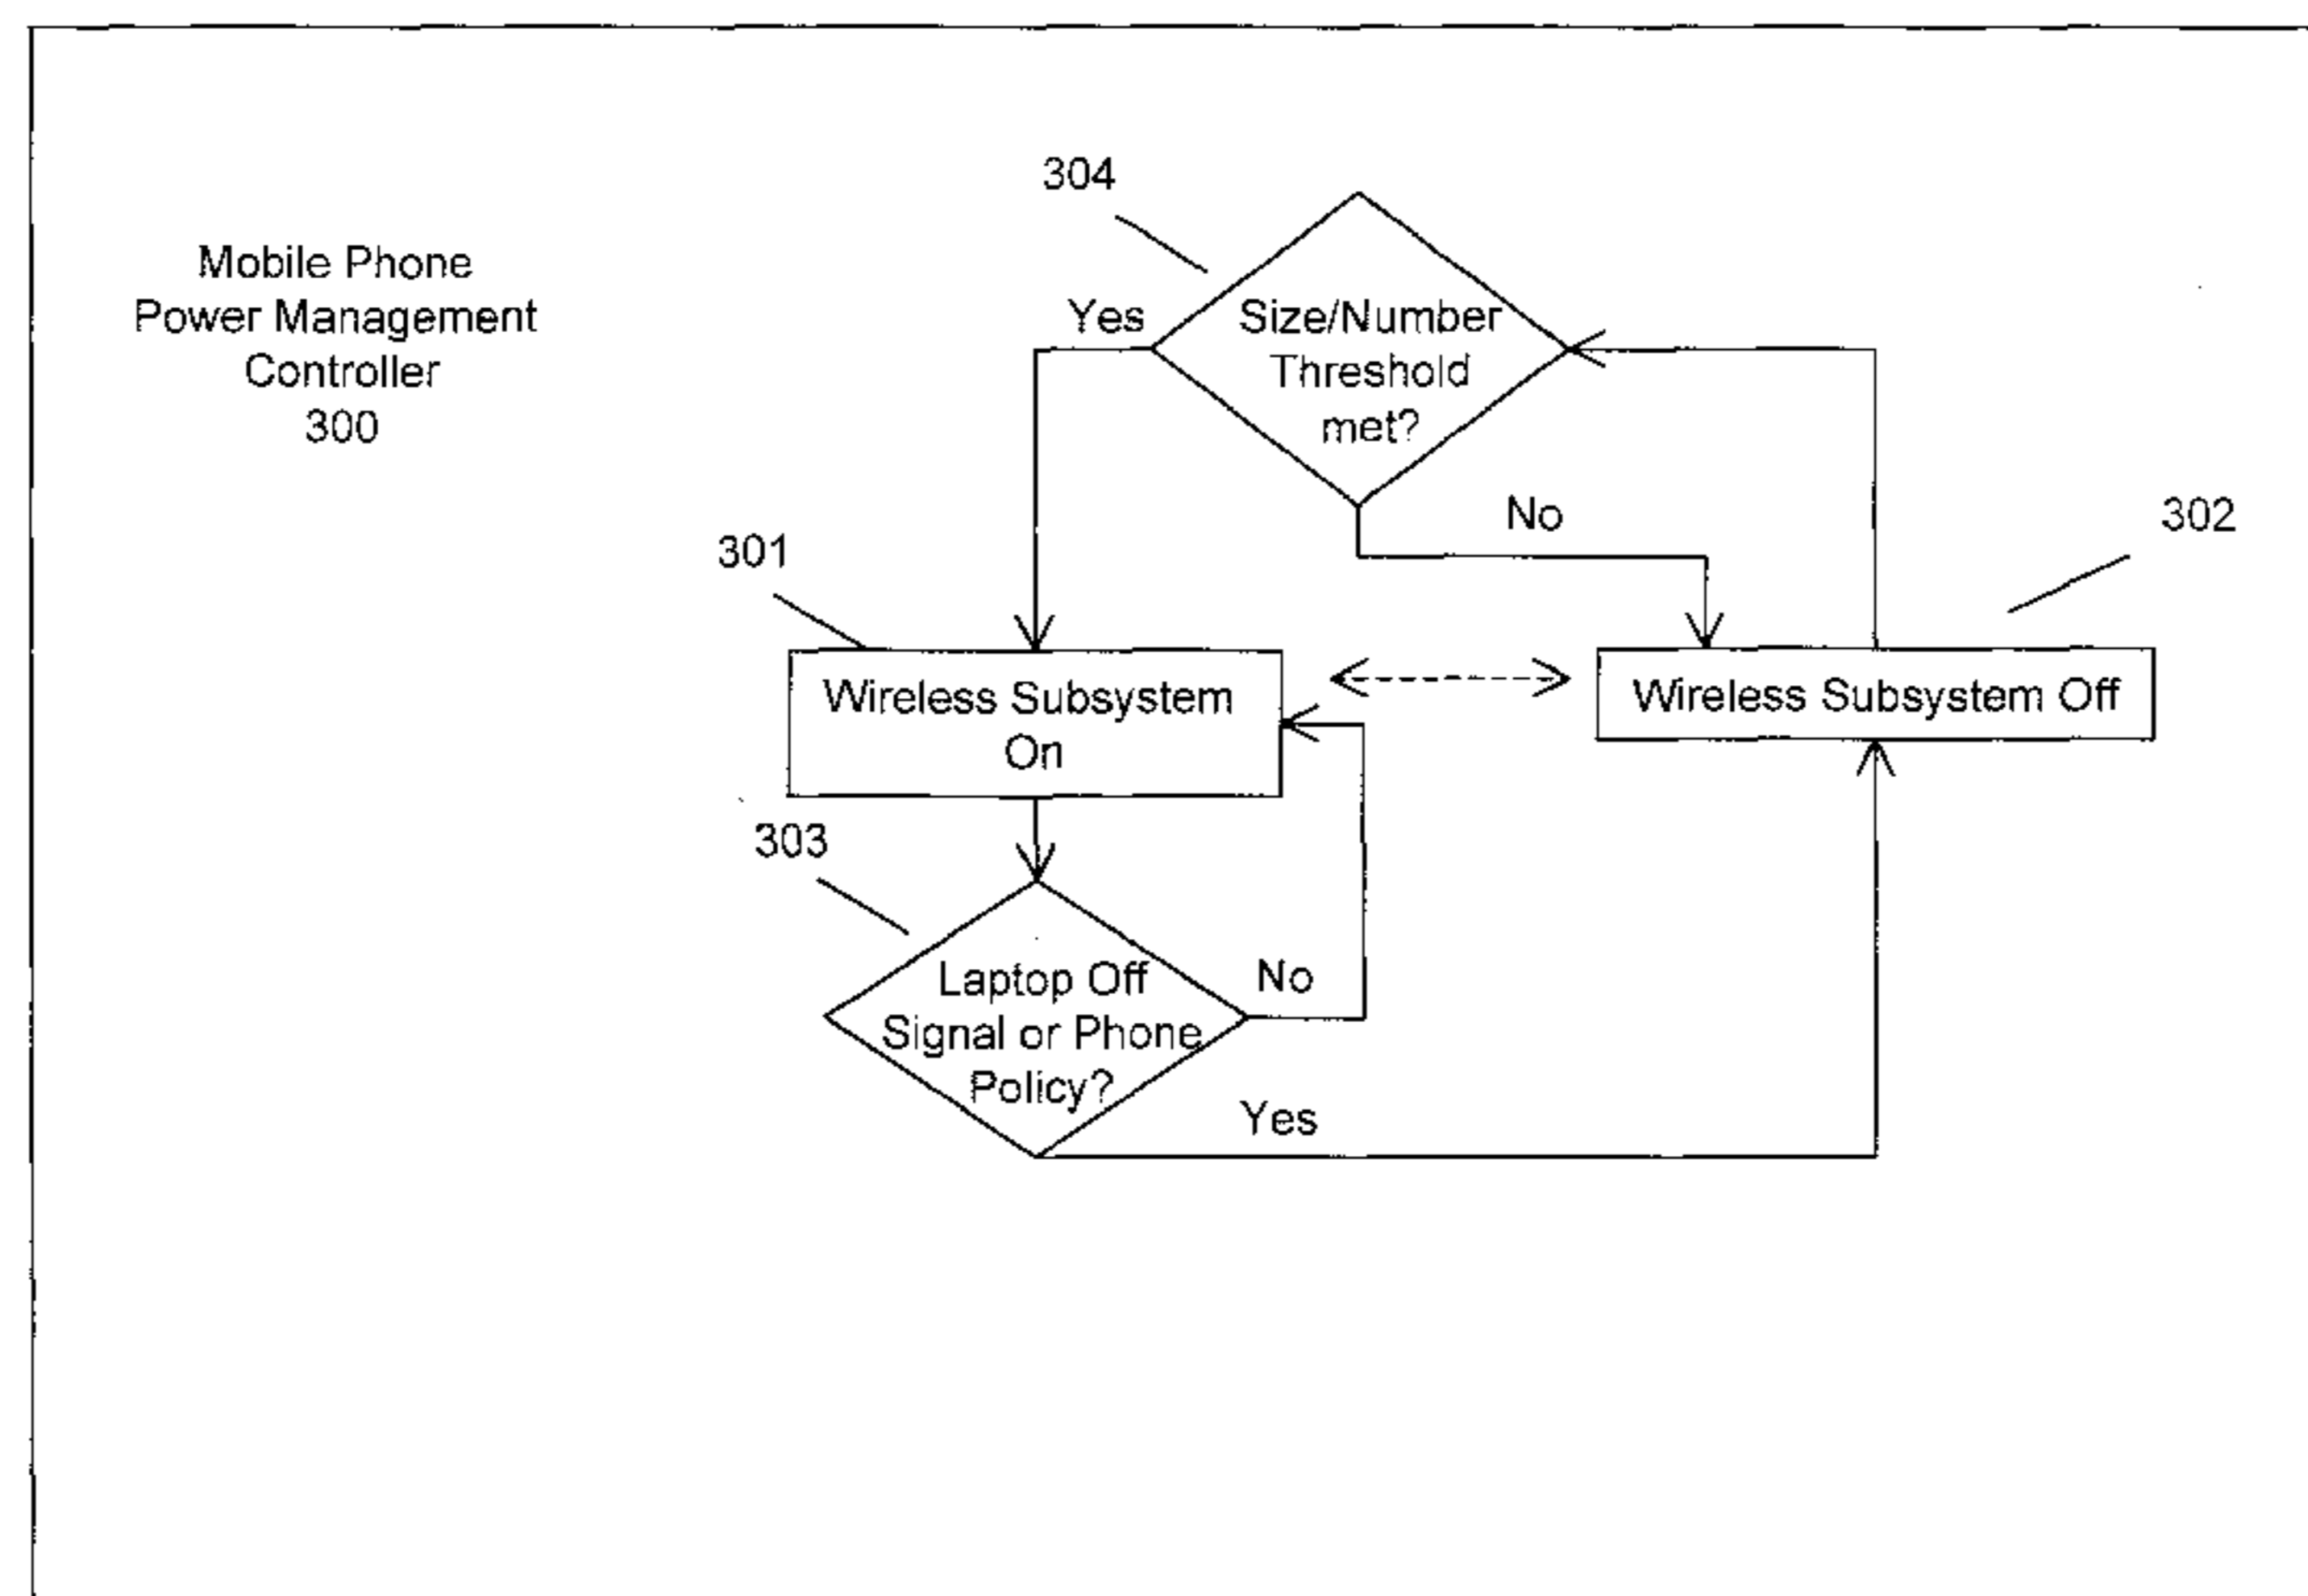 304
Mobile Phone
Power Management
Controller
300
Yes
Size/Number
Threshold
met?
No
302
301
Wireless Subsystem
On
Wireless Subsystem Off
303
Laptop Off
Signal or Phone
Policy?
No
Yes